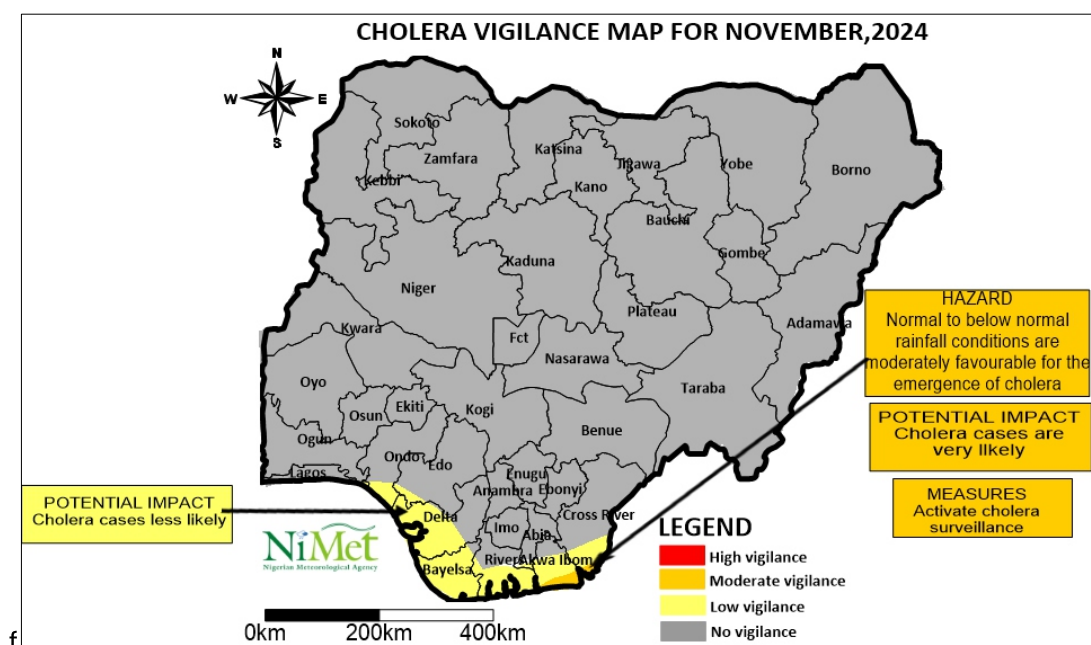 CHOLERA VIGILANCE MAP FOR NOVEMBER,2024
N
W E
S
Sokoto
Zamfara
Katsina
Jigawa
Yobe
Borno
Kebbi
Kano
Bauchi
Gombe
Kaduna
Niger
Plateau
Adamawa
Kwara
Fct
Nasarawa
Taraba
Oyo
Osun
Ekiti
Kogi
Benue
Ogun
Ondo
Edo
Enugu
Lagos
Anambra
Ebonyi
Delta
Imo
Abia
Cross River
Bayelsa
Rivers
Akwa Ibom
HAZARD
Normal to below normal
rainfall conditions are
moderately favourable for the
emergence of cholera
POTENTIAL IMPACT
Cholera cases are
very likely
MEASURES
Activate cholera
surveillance
POTENTIAL IMPACT
Cholera cases less likely
NiMet
Nigerian Meteorological Agency
LEGEND
High vigilance
Moderate vigilance
Low vigilance
No vigilance
0km 200km 400km
f